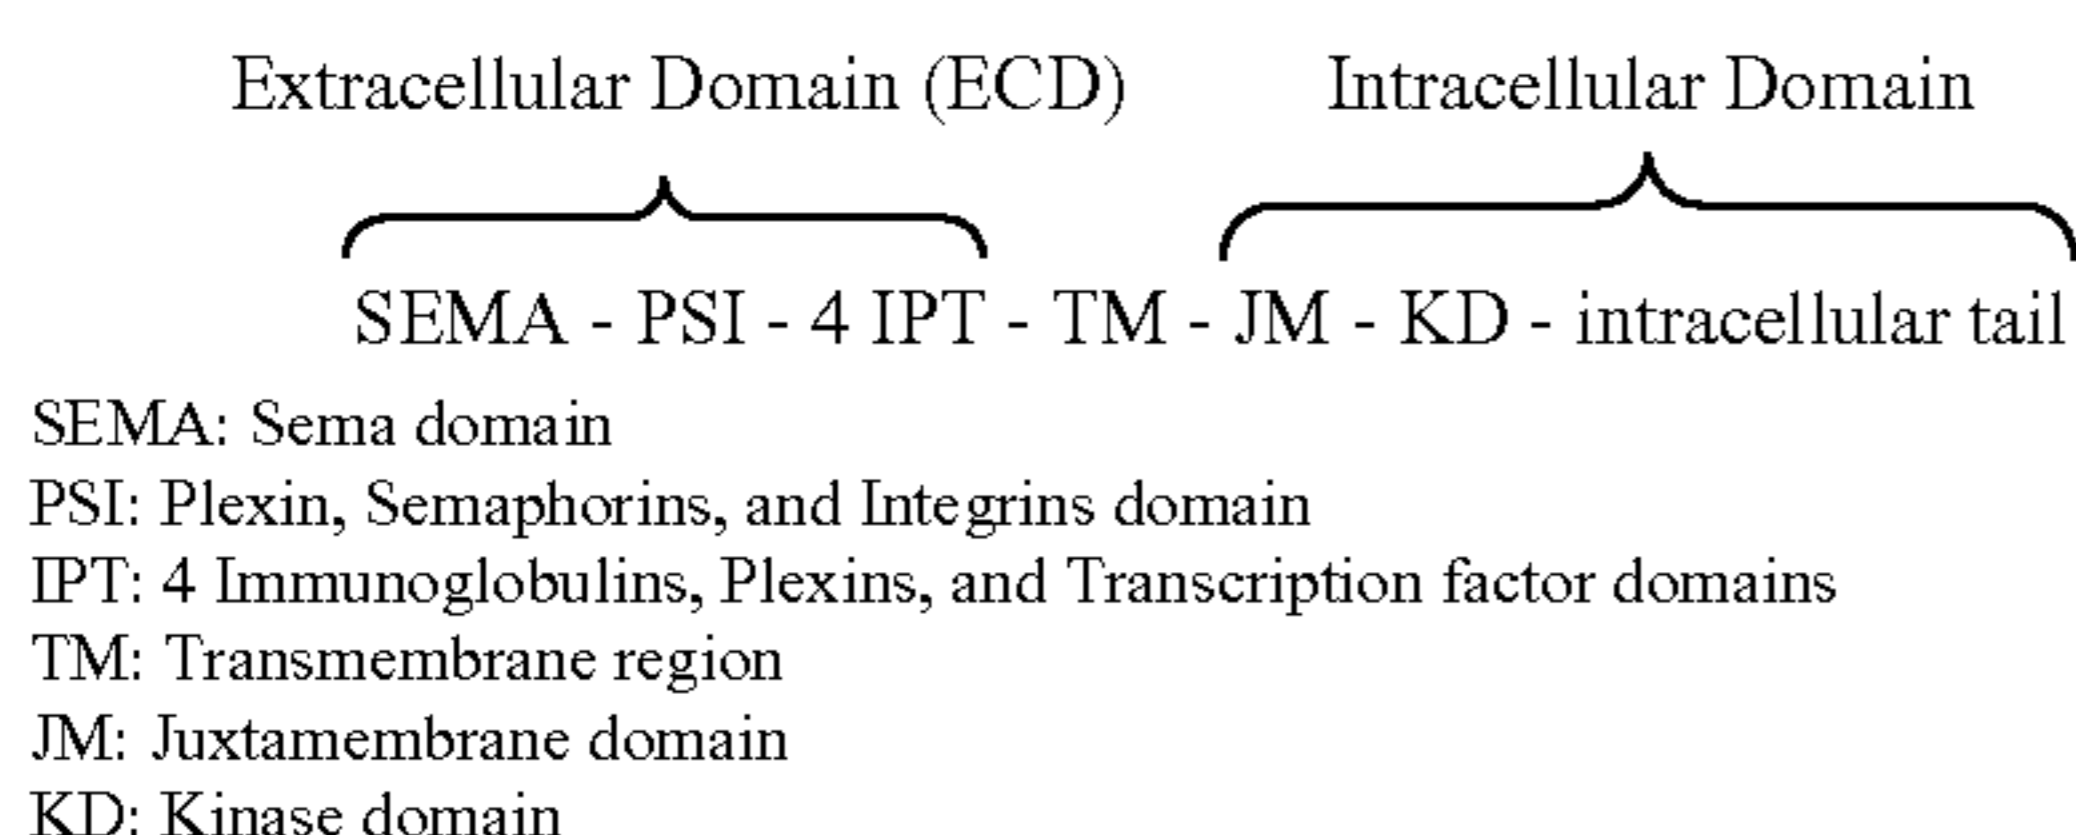 Extracellular Domain (ECD) Intracellular Domain
SEMA - PSI - 4 IPT - TM - JM - KD - intracellular tail
SEMA: Sema domain
PSI: Plexin, Semaphorins, and Integrins domain
IPT: 4 Immunoglobulins, Plexins, and Transcription factor domains
TM: Transmembrane region
JM: Juxtamembrane domain
KD: Kinase domain